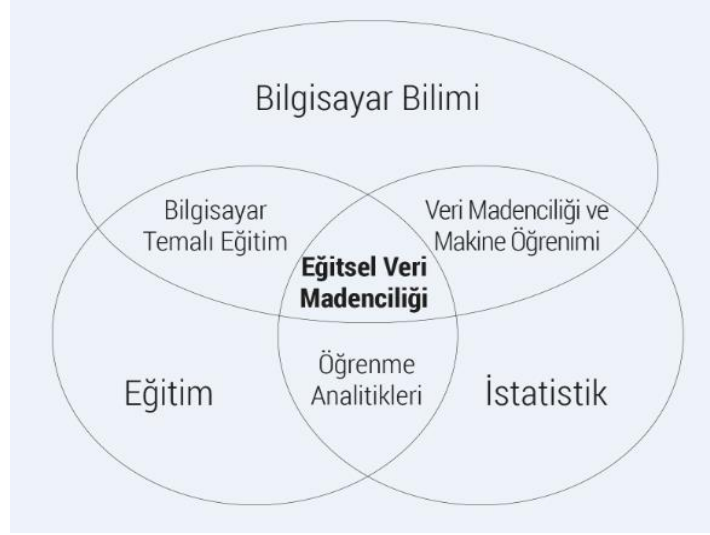 Bilgisayar Bilimi
Bilgisayar
Temalı Eğitim
Veri Madenciliği ve
Makine Öğrenimi
Eğitsel Veri
Madenciliği
Eğitim
Öğrenme
Analitikleri
İstatistik